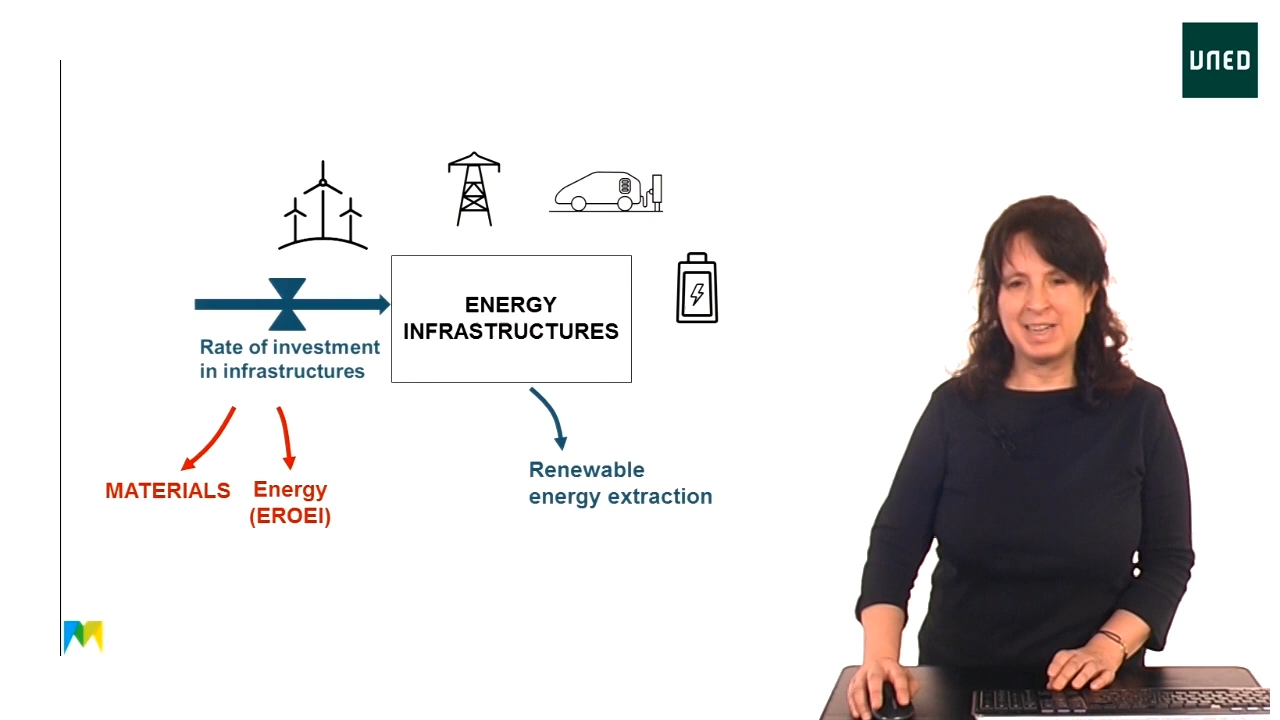 UNED
ENERGY
INFRASTRUCTURES
Rate of investment
in infrastructures
MATERIALS
Energy
(EROEI)
Renewable
energy extraction